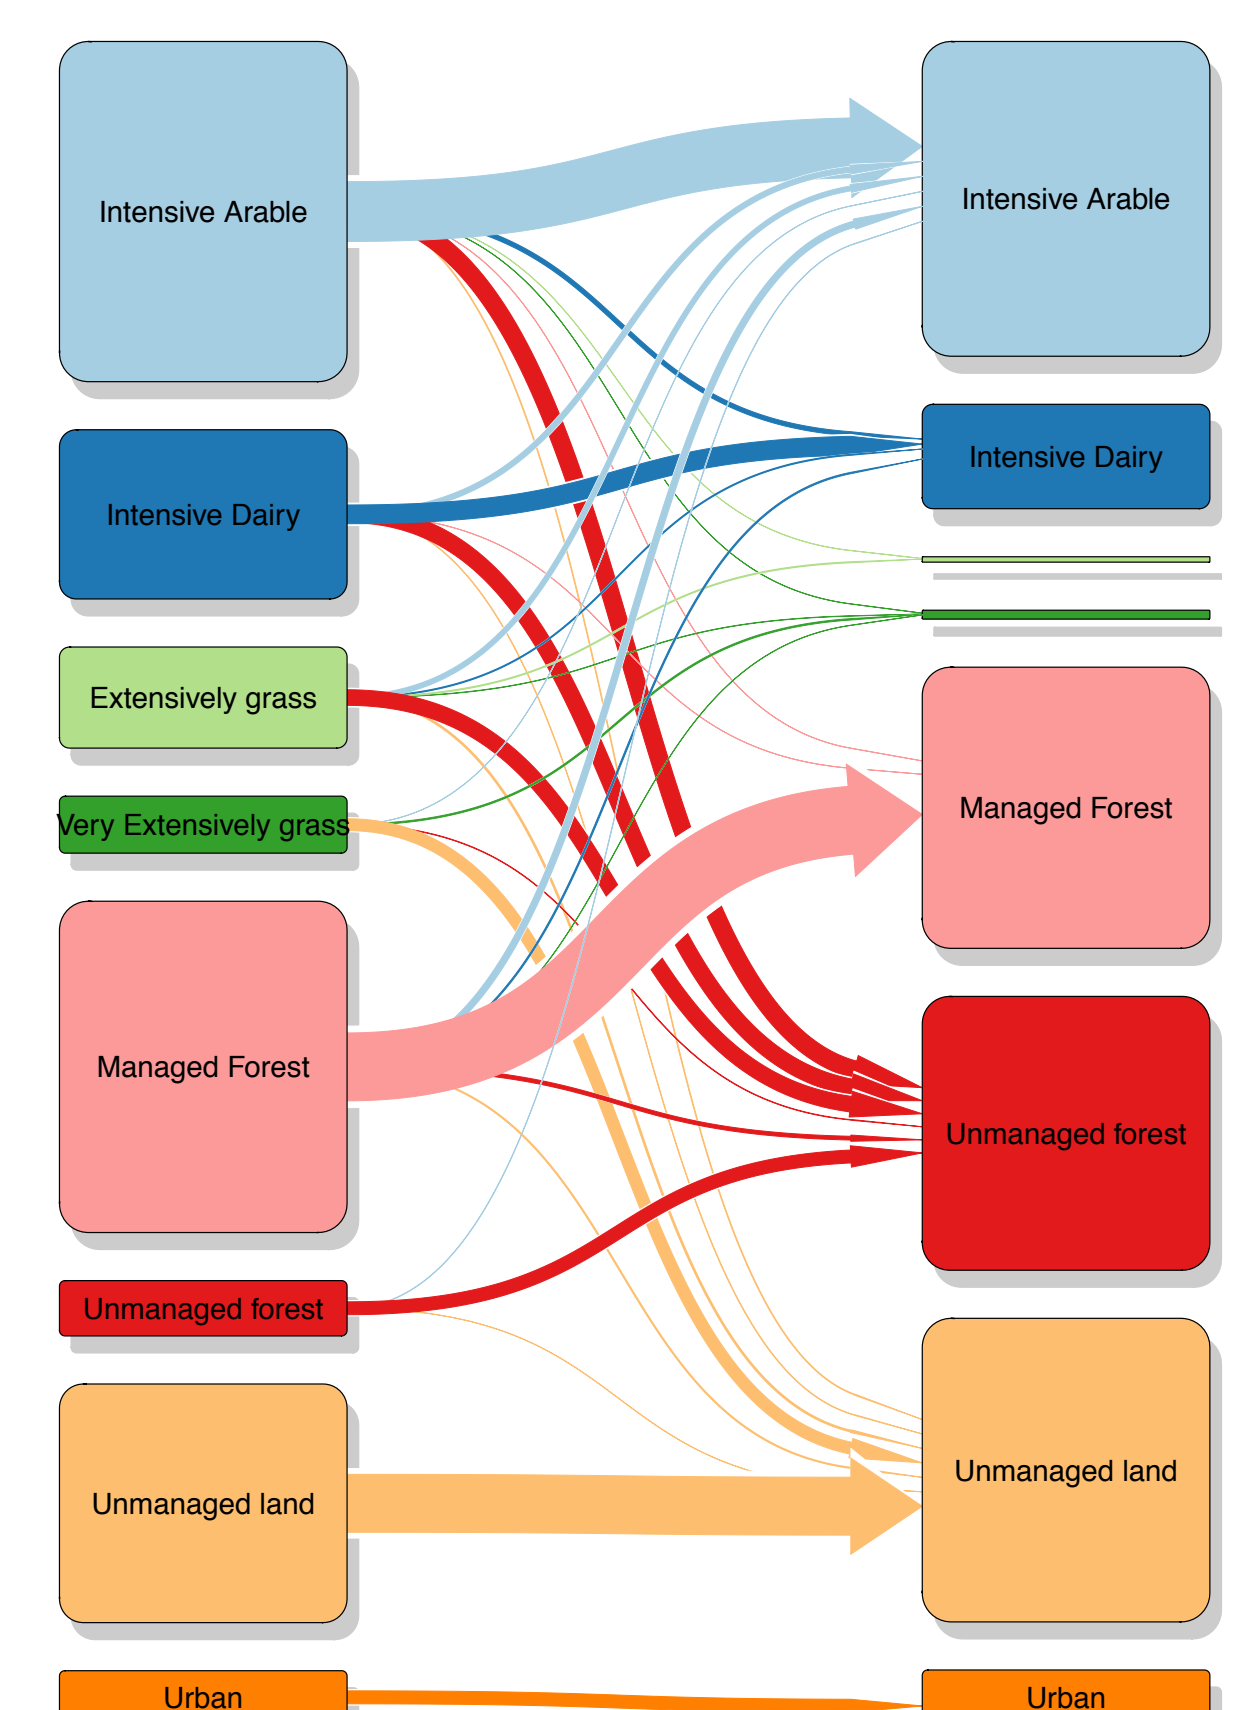 Intensive Arable
Intensive Dairy
Extensively grass
Very Extensively grass
Managed Forest
Unmanaged forest
Unmanaged land
Urban
Intensive Arable
Intensive Dairy
Managed Forest
Unmanaged forest
Unmanaged land
Urban